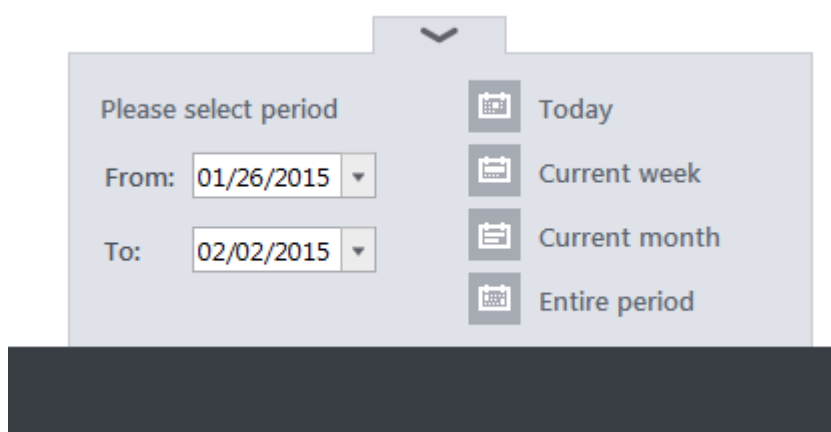 Please select period
From: 01/26/2015
To: 02/02/2015
Today
Current week
Current month
Entire period